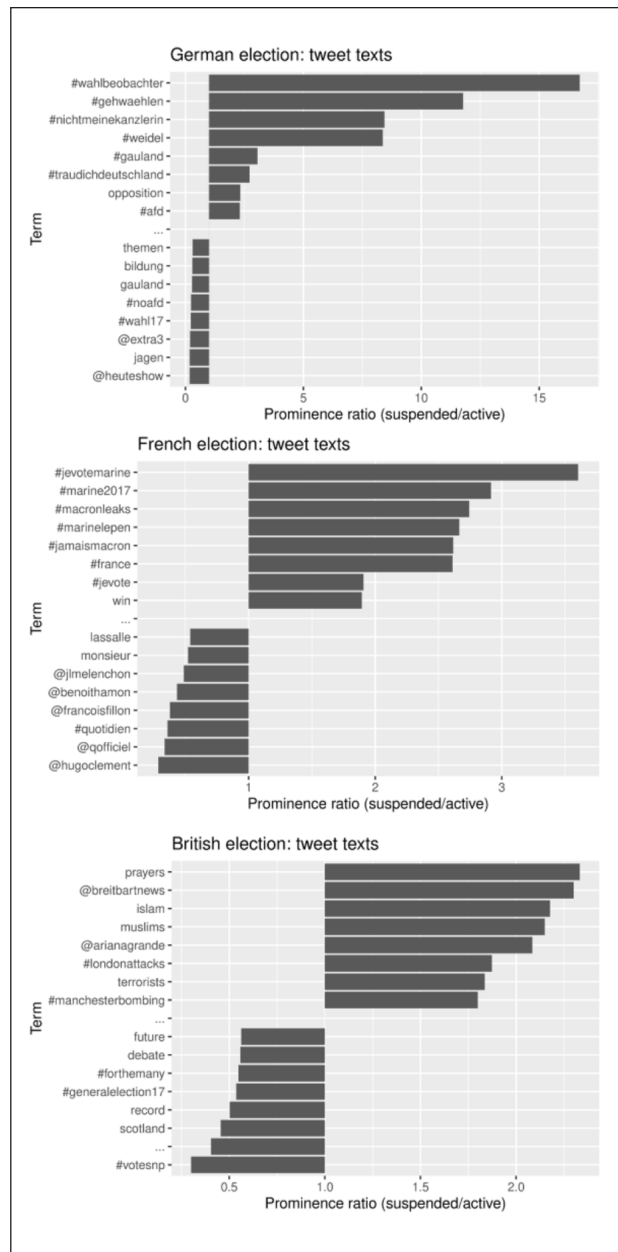 German election: tweet texts
#wahlbeobachter
#gehwaehlen
#nichtmeinekanzlerin
#weidel
#gauland
#traudichdeutschland
opposition
#afd
...
themen
bildung
gauland
#noafd
#wahl17
@extra3
jagen
@heuteshow
Term
0 5 10 15
Prominence ratio (suspended/active)
French election: tweet texts
#jevotemarine
#marine2017
#macronleaks
#marinelepen
#jamaismacron
#france
#jevote
win
...
lassalle
monsieur
@jlmelenchon
@benoithamon
@francoisfillon
#quotidien
@qofficiel
@hugoclement
Term
1 2 3
Prominence ratio (suspended/active)
British election: tweet texts
prayers
@breitbartnews
islam
muslims
@arianagrande
#londonattacks
terrorists
#manchesterbombing
...
future
debate
#forthemany
#generalelection17
record
scotland
...
#votesnp
Term
0.5 1.0 1.5 2.0
Prominence ratio (suspended/active)